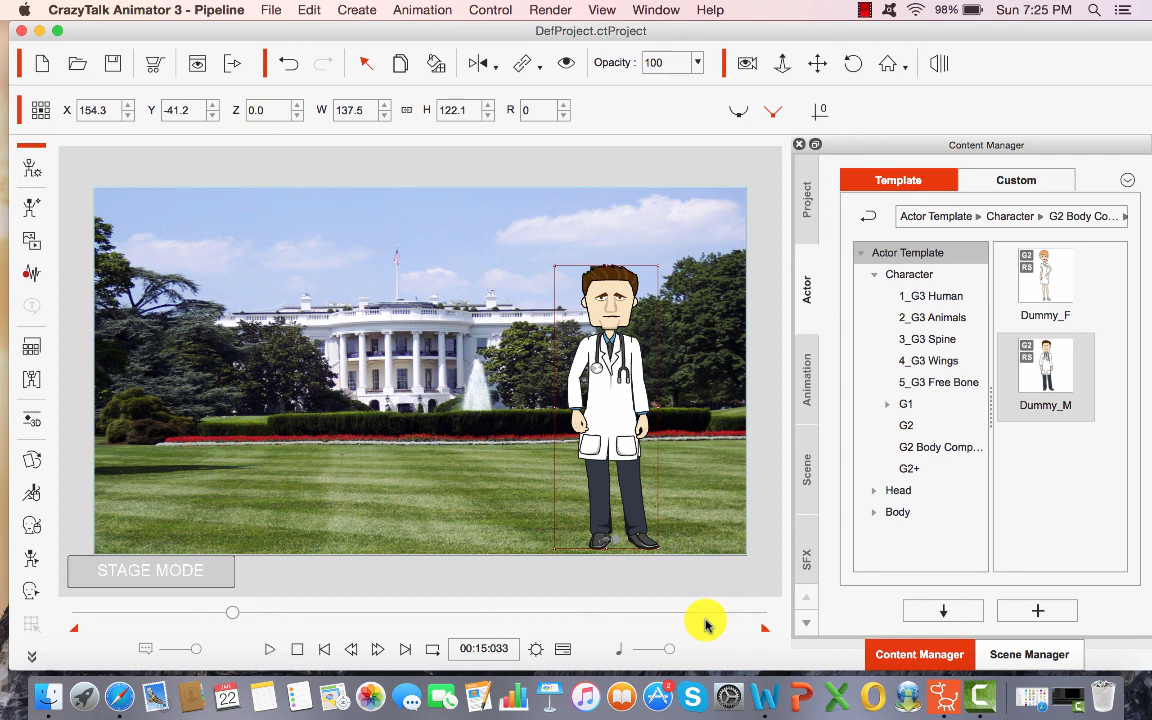 CrazyTalk Animator 3 - Pipeline File Edit Create Animation Control Render View Window Help 98% Sun 7:25 PM
DefProject.ctProject
Opacity : 100
X 154.3 Y -41.2 Z 0.0 W 137.5 H 122.1 R 0
Content Manager
Template Custom
Project
Actor
Animation
Scene
SFX
Actor Template Character G2 Body Co...
Actor Template
Character
1_G3 Human
2_G3 Animals
3_G3 Spine
4_G3 Wings
5_G3 Free Bone
G1
G2
G2 Body Comp...
G2+
Head
Body
G2
RS
Dummy_F
G2
RS
Dummy_M
3D
STAGE MODE
00:15:033
Content Manager Scene Manager
JAN
22
2